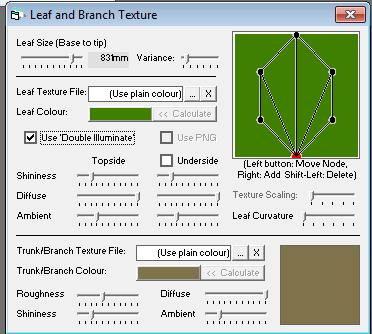 Leaf and Branch Texture
Leaf Size (Base to tip)
831mm Variance:
Leaf Texture File: (Use plain colour) ... X
Leaf Colour: << Calculate
Use 'Double Illuminate' Use PNG
Topside Underside
Shininess
Diffuse
Ambient
(Left button: Move Node,
Right: Add Shift-Left: Delete)
Texture Scaling:
Leaf Curvature
Trunk/Branch Texture File: (Use plain colour) ... X
Trunk/Branch Colour: << Calculate
Roughness Diffuse
Shininess Ambient